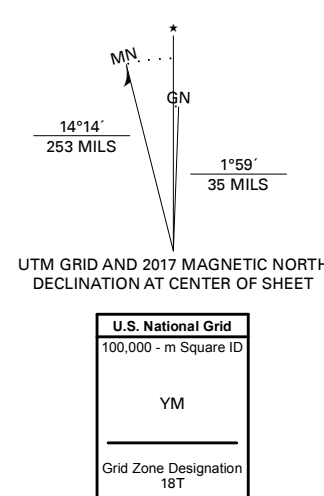 ★
MN
GN
14°14´
253 MILS
1°59´
35 MILS
UTM GRID AND 2017 MAGNETIC NORTH
DECLINATION AT CENTER OF SHEET
U.S. National Grid
100,000 - m Square ID
YM
Grid Zone Designation
18T